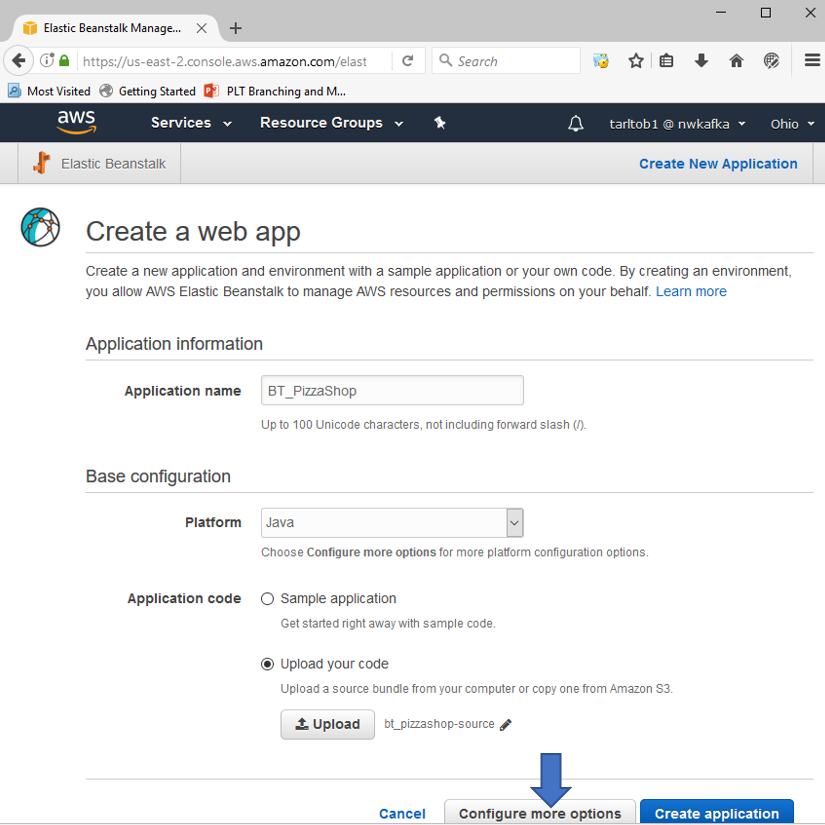 Elastic Beanstalk Manage...
https://us-east-2.console.aws.amazon.com/elast
Search
Most Visited
Getting Started
PLT Branching and M...
aws
Services
Resource Groups
tarltob1 @ nwkafka
Ohio
Elastic Beanstalk
Create New Application
Create a web app
Create a new application and environment with a sample application or your own code. By creating an environment,
you allow AWS Elastic Beanstalk to manage AWS resources and permissions on your behalf. Learn more
Application information
Application name
BT_PizzaShop
Up to 100 Unicode characters, not including forward slash (/).
Base configuration
Platform
Java
Choose Configure more options for more platform configuration options.
Application code
Sample application
Get started right away with sample code.
Upload your code
Upload a source bundle from your computer or copy one from Amazon S3.
Upload
bt_pizzashop-source
Cancel
Configure more options
Create application